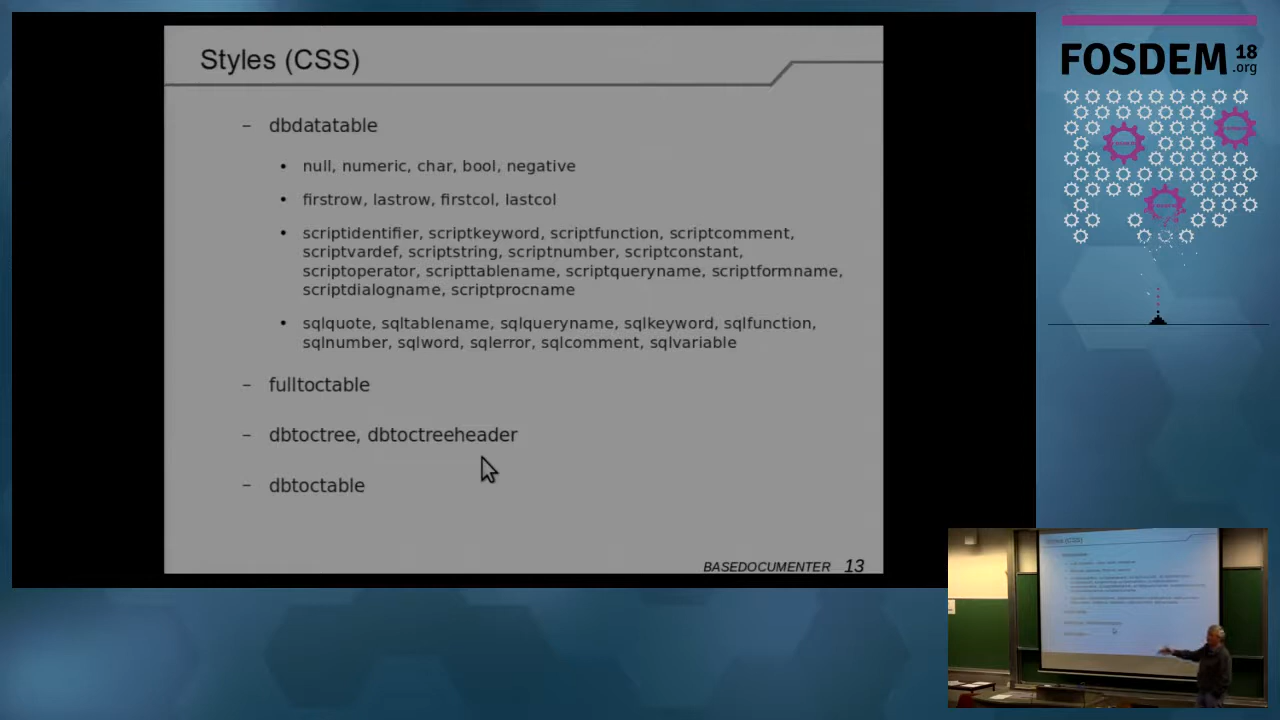 Styles (CSS)
– dbdatatable
• null, numeric, char, bool, negative
• firstrow, lastrow, firstcol, lastcol
• scriptidentifier, scriptkeyword, scriptfunction, scriptcomment,
scriptvardef, scriptstring, scriptnumber, scriptconstant,
scriptoperator, scripttablename, scriptqueryname, scriptformname,
scriptdialogname, scriptprocname
• sqlquote, sqltablename, sqlqueryname, sqlkeyword, sqlfunction,
sqlnumber, sqlword, sqlerror, sqlcomment, sqlvariable
– fulltoctable
– dbtoctree, dbtoctreeheader
– dbtoctable
BASEDOCUMENTER 13
FOSDEM 18
.org
Styles (CSS)